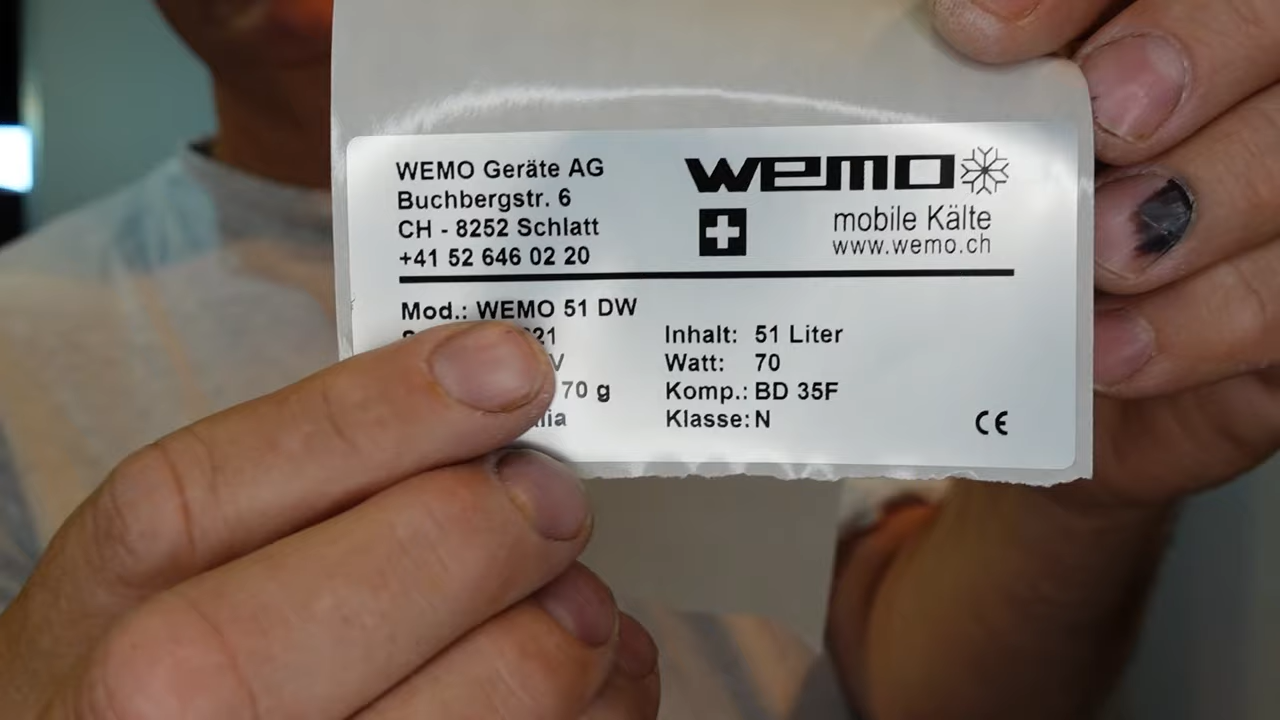 WEMO Geräte AG
Buchbergstr. 6
CH - 8252 Schlatt
+41 52 646 02 20
wemo
mobile Kälte
www.wemo.ch
Mod.: WEMO 51 DW
21
V
70 g
Inhalt: 51 Liter
Watt: 70
Komp.: BD 35F
Klasse: N
CE